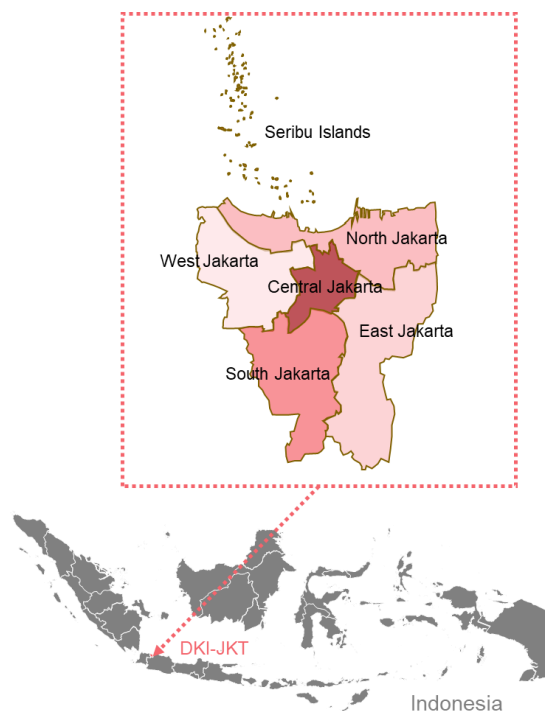 Seribu Islands
North Jakarta
West Jakarta
Central Jakarta
East Jakarta
South Jakarta
DKI-JKT
Indonesia